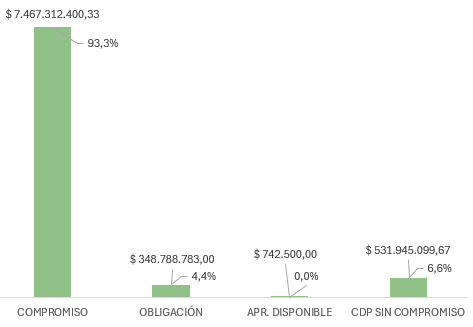 $ 7.467.312.400,33
93,3%
$ 348.788.783,00
4,4%
$ 742.500,00
0,0%
$ 531.945.099,67
6,6%
COMPROMISO
OBLIGACIÓN
APR. DISPONIBLE
CDP SIN COMPROMISO